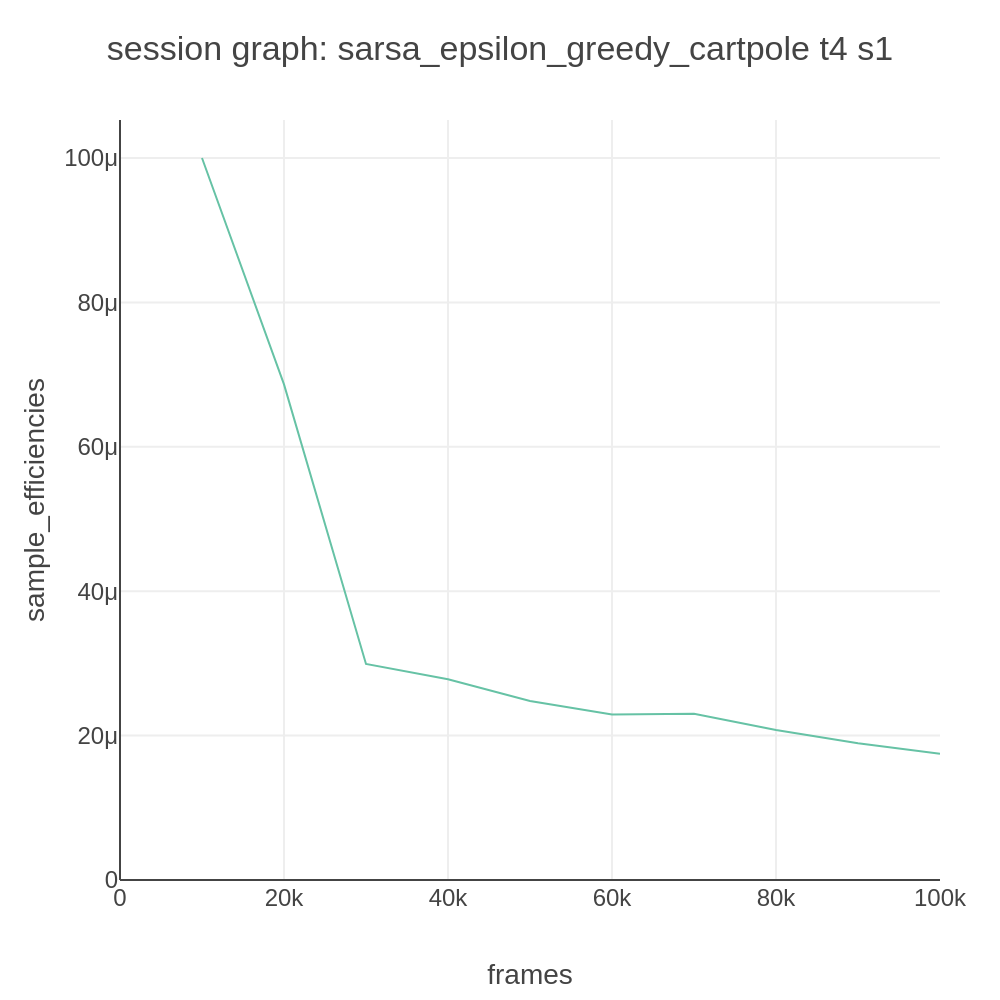 session graph: sarsa_epsilon_greedy_cartpole t4 s1
100μ
80μ
60μ
40μ
20μ
0
sample_efficiencies
0
20k
40k
60k
80k
100k
frames